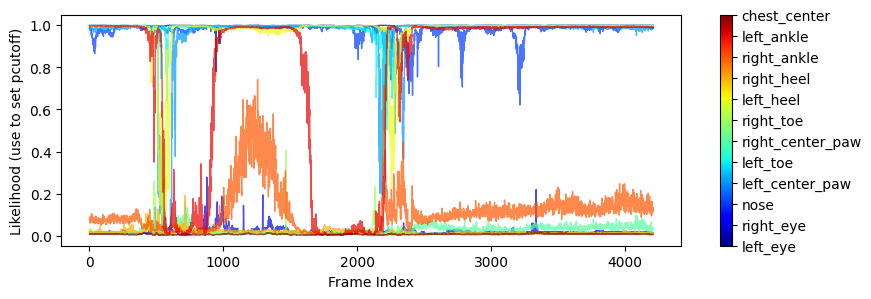 Likelihood (use to set pcutoff)
1.0
0.8
0.6
0.4
0.2
0.0
0
1000
2000
3000
4000
Frame Index
chest_center
left_ankle
right_ankle
right_heel
left_heel
right_toe
right_center_paw
left_toe
left_center_paw
nose
right_eye
left_eye